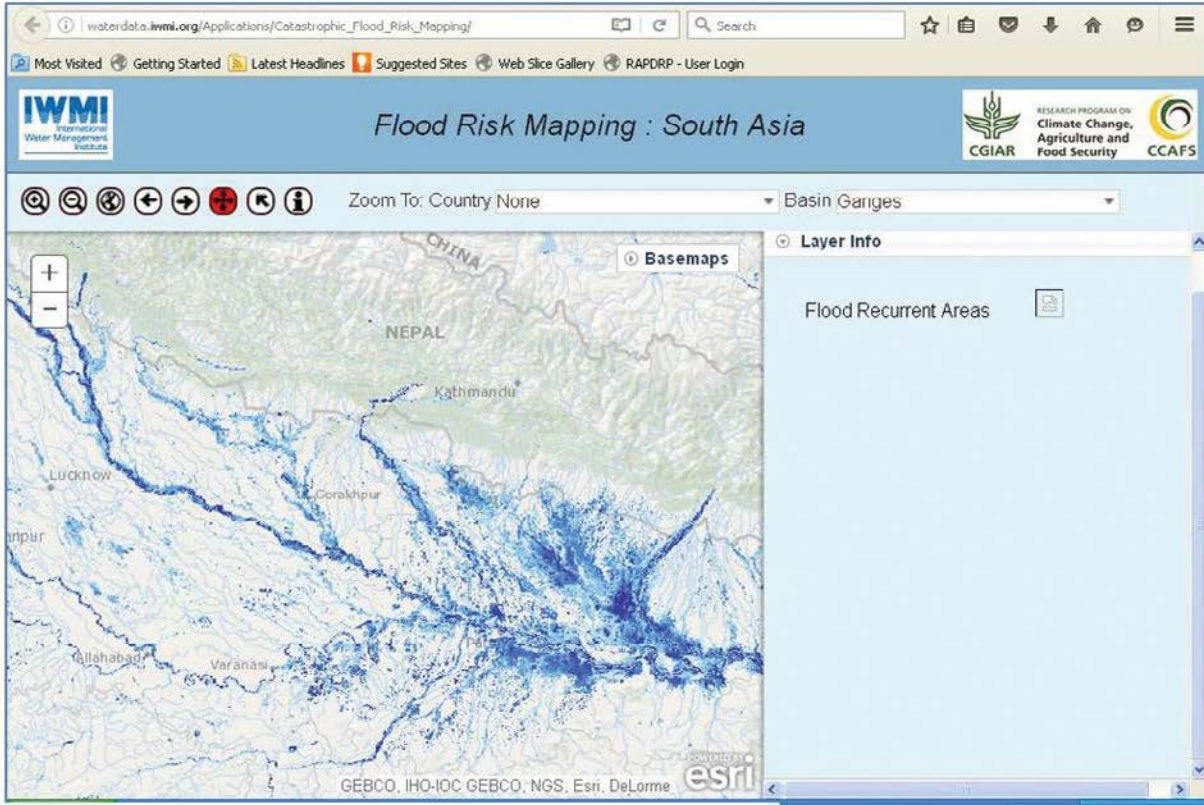 waterdata.iwmi.org/Applications/Catastrophic_Flood_Risk_Mapping/
Search
Most Visited Getting Started Latest Headlines Suggested Sites Web Slice Gallery RAPDRP - User Login
IWMI
International
Water Management
Institute
Flood Risk Mapping : South Asia
CGIAR
RESEARCH PROGRAM ON
Climate Change,
Agriculture and
Food Security
CCAFS
Zoom To: Country None
Basin Ganges
Layer Info
Basemaps
Flood Recurrent Areas
CHINA
NEPAL
Kathmandu
Lucknow
Gorakhpur
anpur
Allahabad
Varanasi
GEBCO, IHO-IOC GEBCO, NGS, Esri, DeLorme
POWERED BY
esri